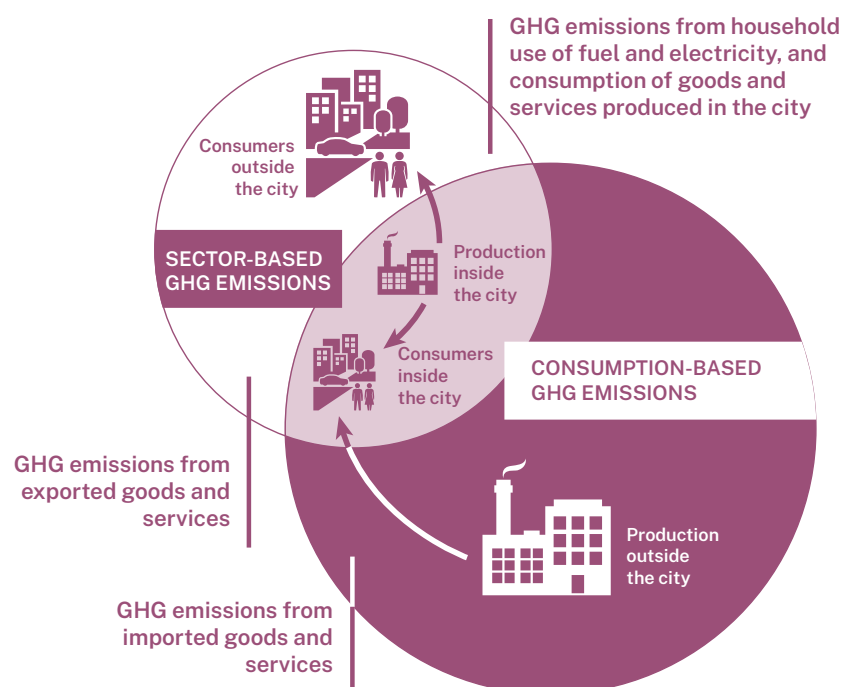 GHG emissions from household
use of fuel and electricity, and
consumption of goods and
services produced in the city
Consumers
outside
the city
SECTOR-BASED
GHG EMISSIONS
Production
inside
the city
Consumers
inside
the city
CONSUMPTION-BASED
GHG EMISSIONS
GHG emissions from
exported goods and
services
Production
outside
the city
GHG emissions from
imported goods and
services